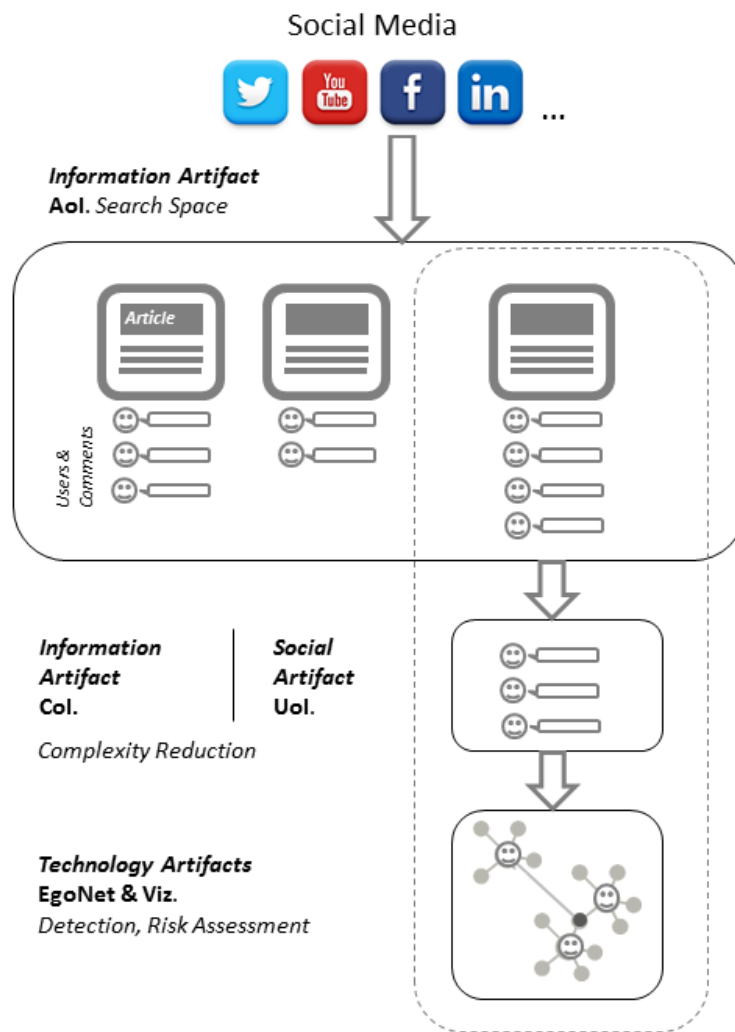 Social Media
You
Tube
f
in
...
Information Artifact
AoI. Search Space
Article
Users &
Comments
Information
Artifact
CoI.
Social
Artifact
UoI.
Complexity Reduction
Technology Artifacts
EgoNet & Viz.
Detection, Risk Assessment